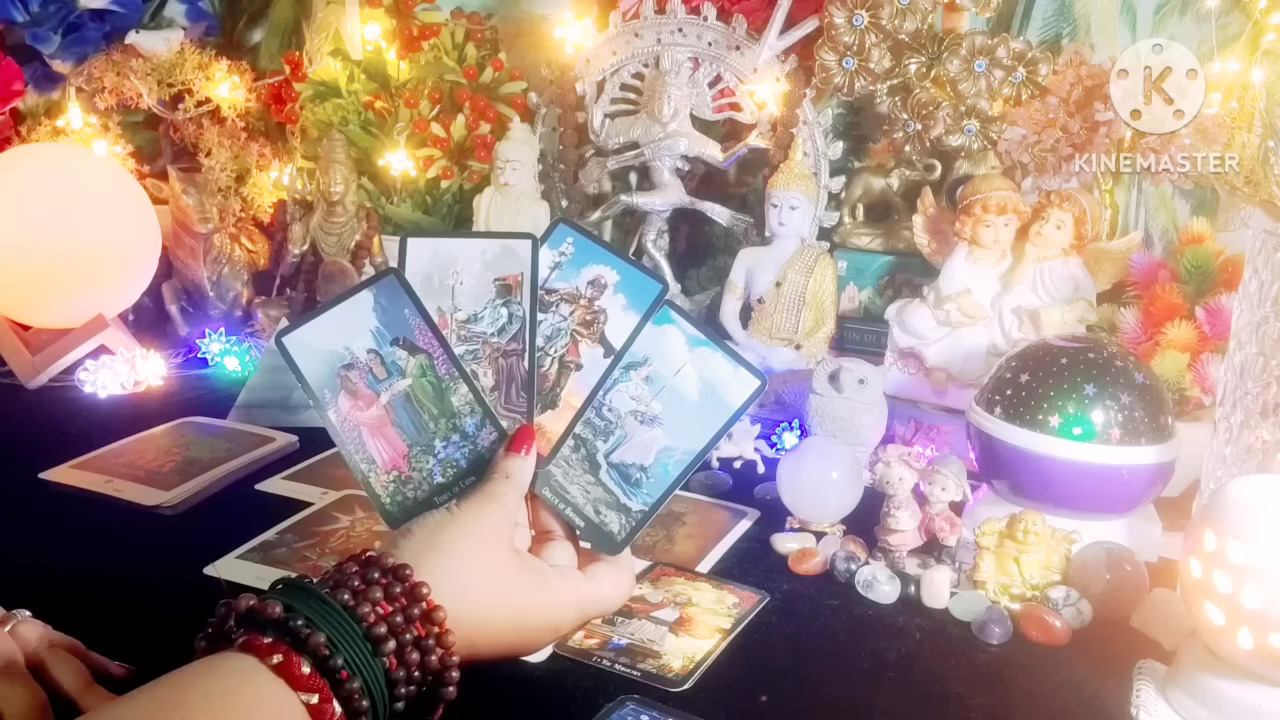 K
KINEMASTER
THREE OF CUPS
QUEEN OF SWORDS
I • THE MAGICIAN